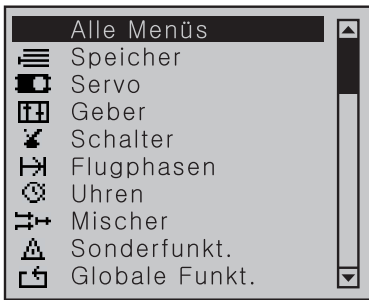 Alle Menüs
Speicher
Servo
Geber
Schalter
Flugphasen
Uhren
Mischer
Sonderfunkt.
Globale Funkt.